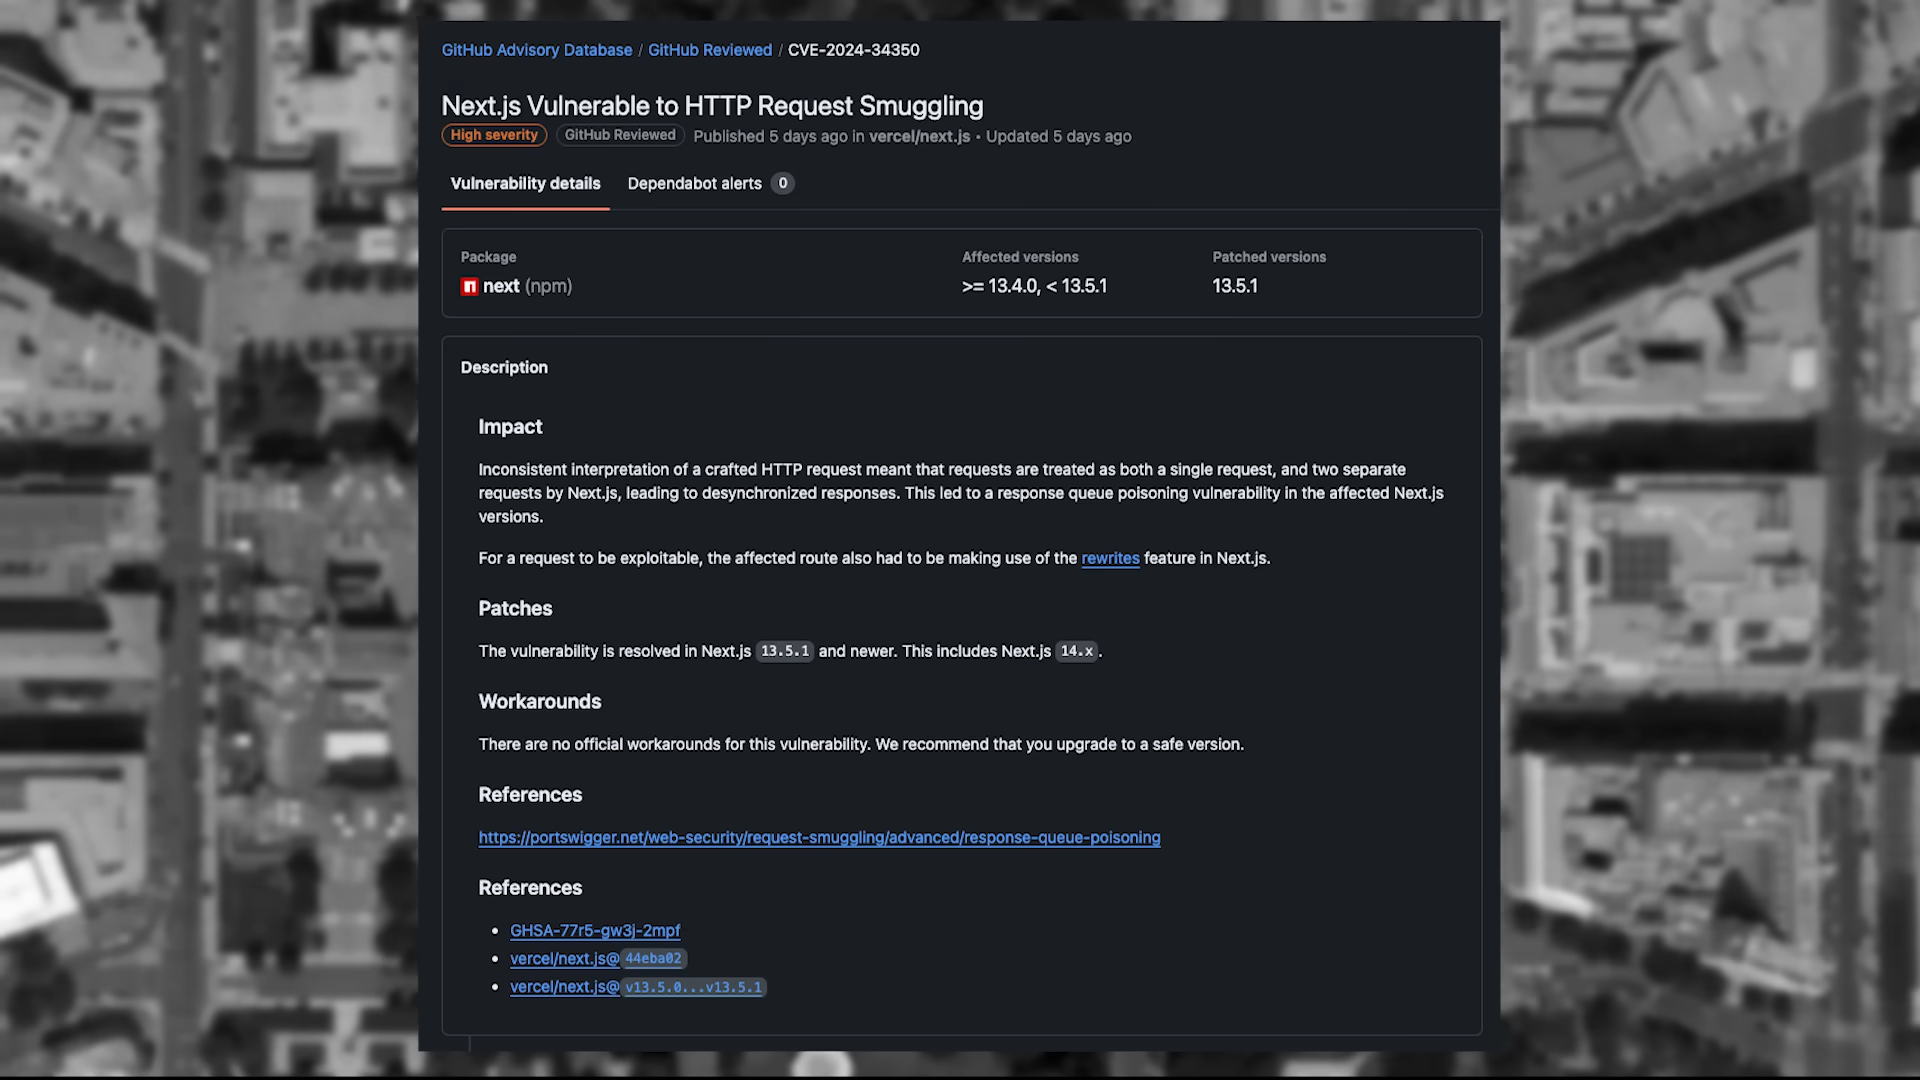 GitHub Advisory Database / GitHub Reviewed / CVE-2024-34350
Next.js Vulnerable to HTTP Request Smuggling
High severity GitHub Reviewed Published 5 days ago in vercel/next.js • Updated 5 days ago
Vulnerability details Dependabot alerts 0
Package Affected versions Patched versions
next (npm) >= 13.4.0, < 13.5.1 13.5.1
Description
Impact
Inconsistent interpretation of a crafted HTTP request meant that requests are treated as both a single request, and two separate
requests by Next.js, leading to desynchronized responses. This led to a response queue poisoning vulnerability in the affected Next.js
versions.
For a request to be exploitable, the affected route also had to be making use of the rewrites feature in Next.js.
Patches
The vulnerability is resolved in Next.js 13.5.1 and newer. This includes Next.js 14.x.
Workarounds
There are no official workarounds for this vulnerability. We recommend that you upgrade to a safe version.
References
https://portswigger.net/web-security/request-smuggling/advanced/response-queue-poisoning
References
• GHSA-77r5-gw3j-2mpf
• vercel/next.js@44eba02
• vercel/next.js@v13.5.0...v13.5.1